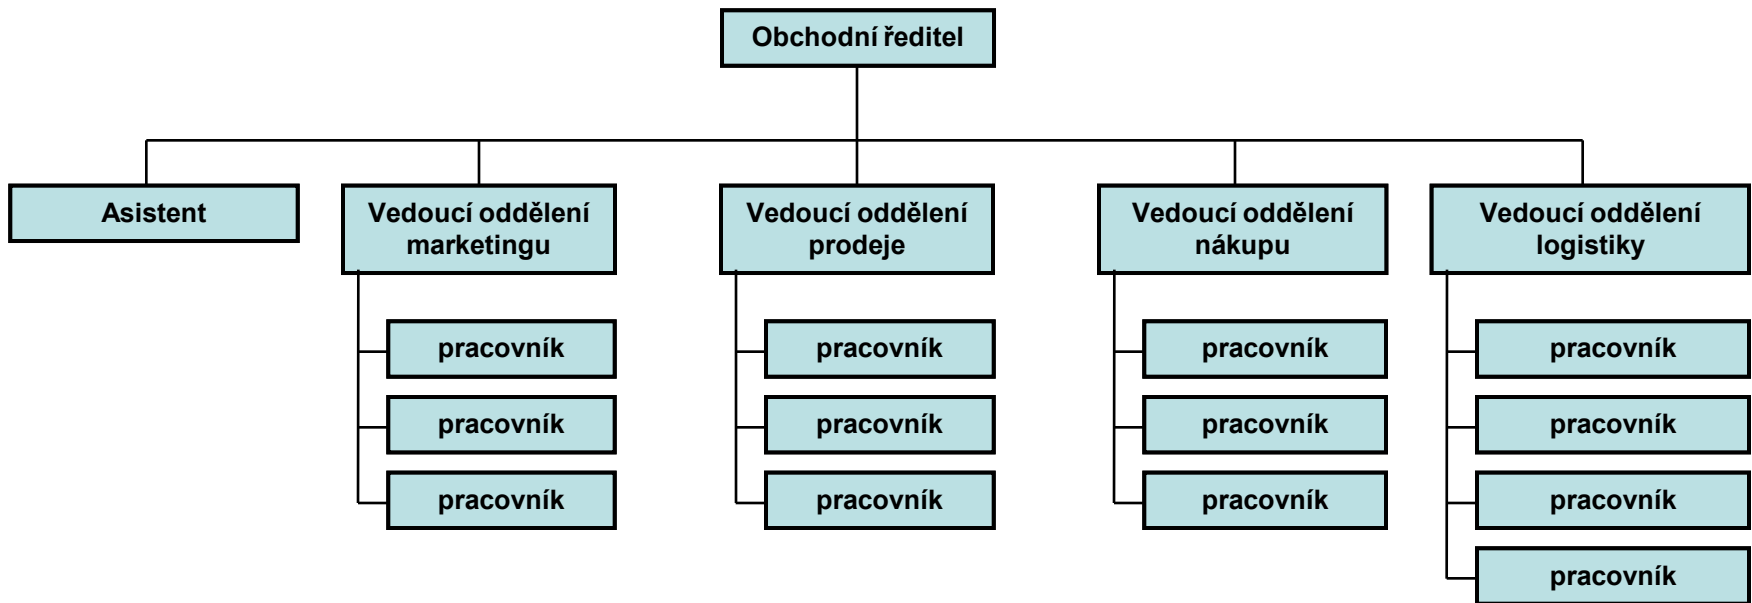 Obchodní ředitel
Asistent
Vedoucí oddělení
marketingu
Vedoucí oddělení
prodeje
Vedoucí oddělení
nákupu
Vedoucí oddělení
logistiky
pracovník
pracovník
pracovník
pracovník
pracovník
pracovník
pracovník
pracovník
pracovník
pracovník
pracovník
pracovník
pracovník